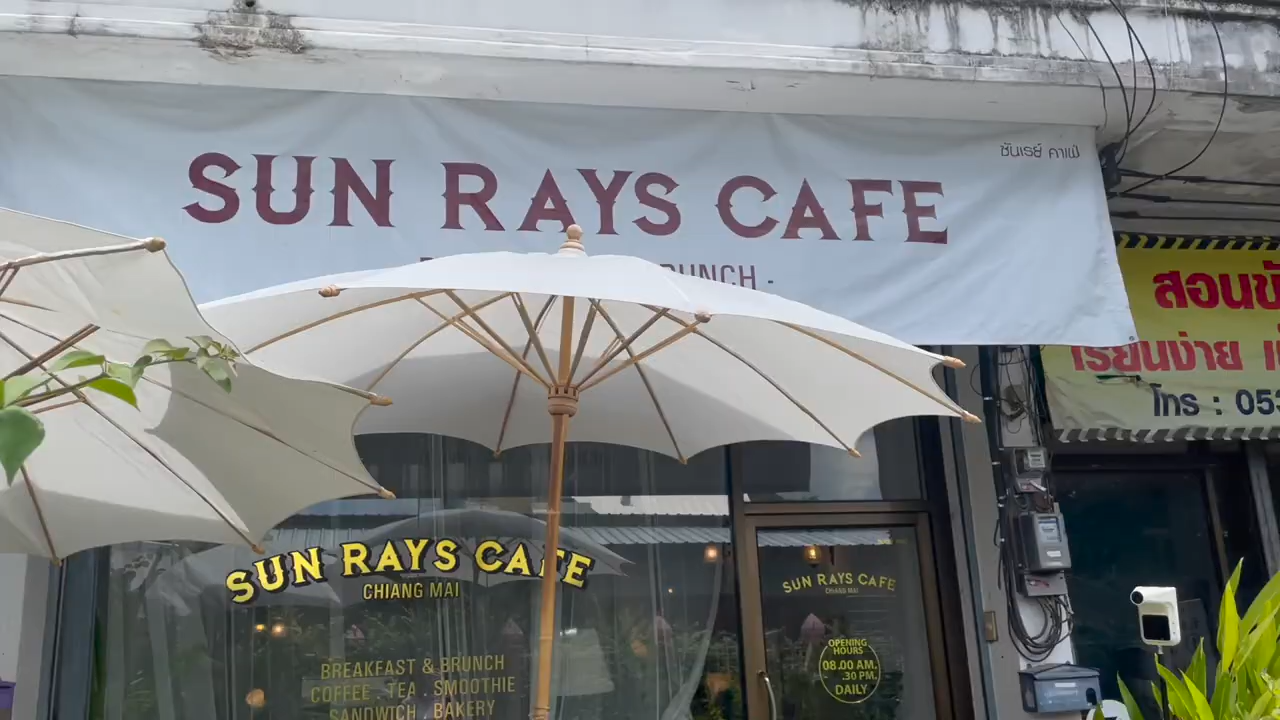 SUN RAYS CAFE
ซันเรย์ คาเฟ่
สอนขั
เรียนง่าย
โทร : 053
SUN RAYS CAFE
CHIANG MAI
BREAKFAST & BRUNCH
COFFEE . TEA . SMOOTHIE
SANDWICH . BAKERY
SUN RAYS CAFE
CHIANG MAI
OPENING
HOURS
08.00 AM.
.30 PM.
DAILY